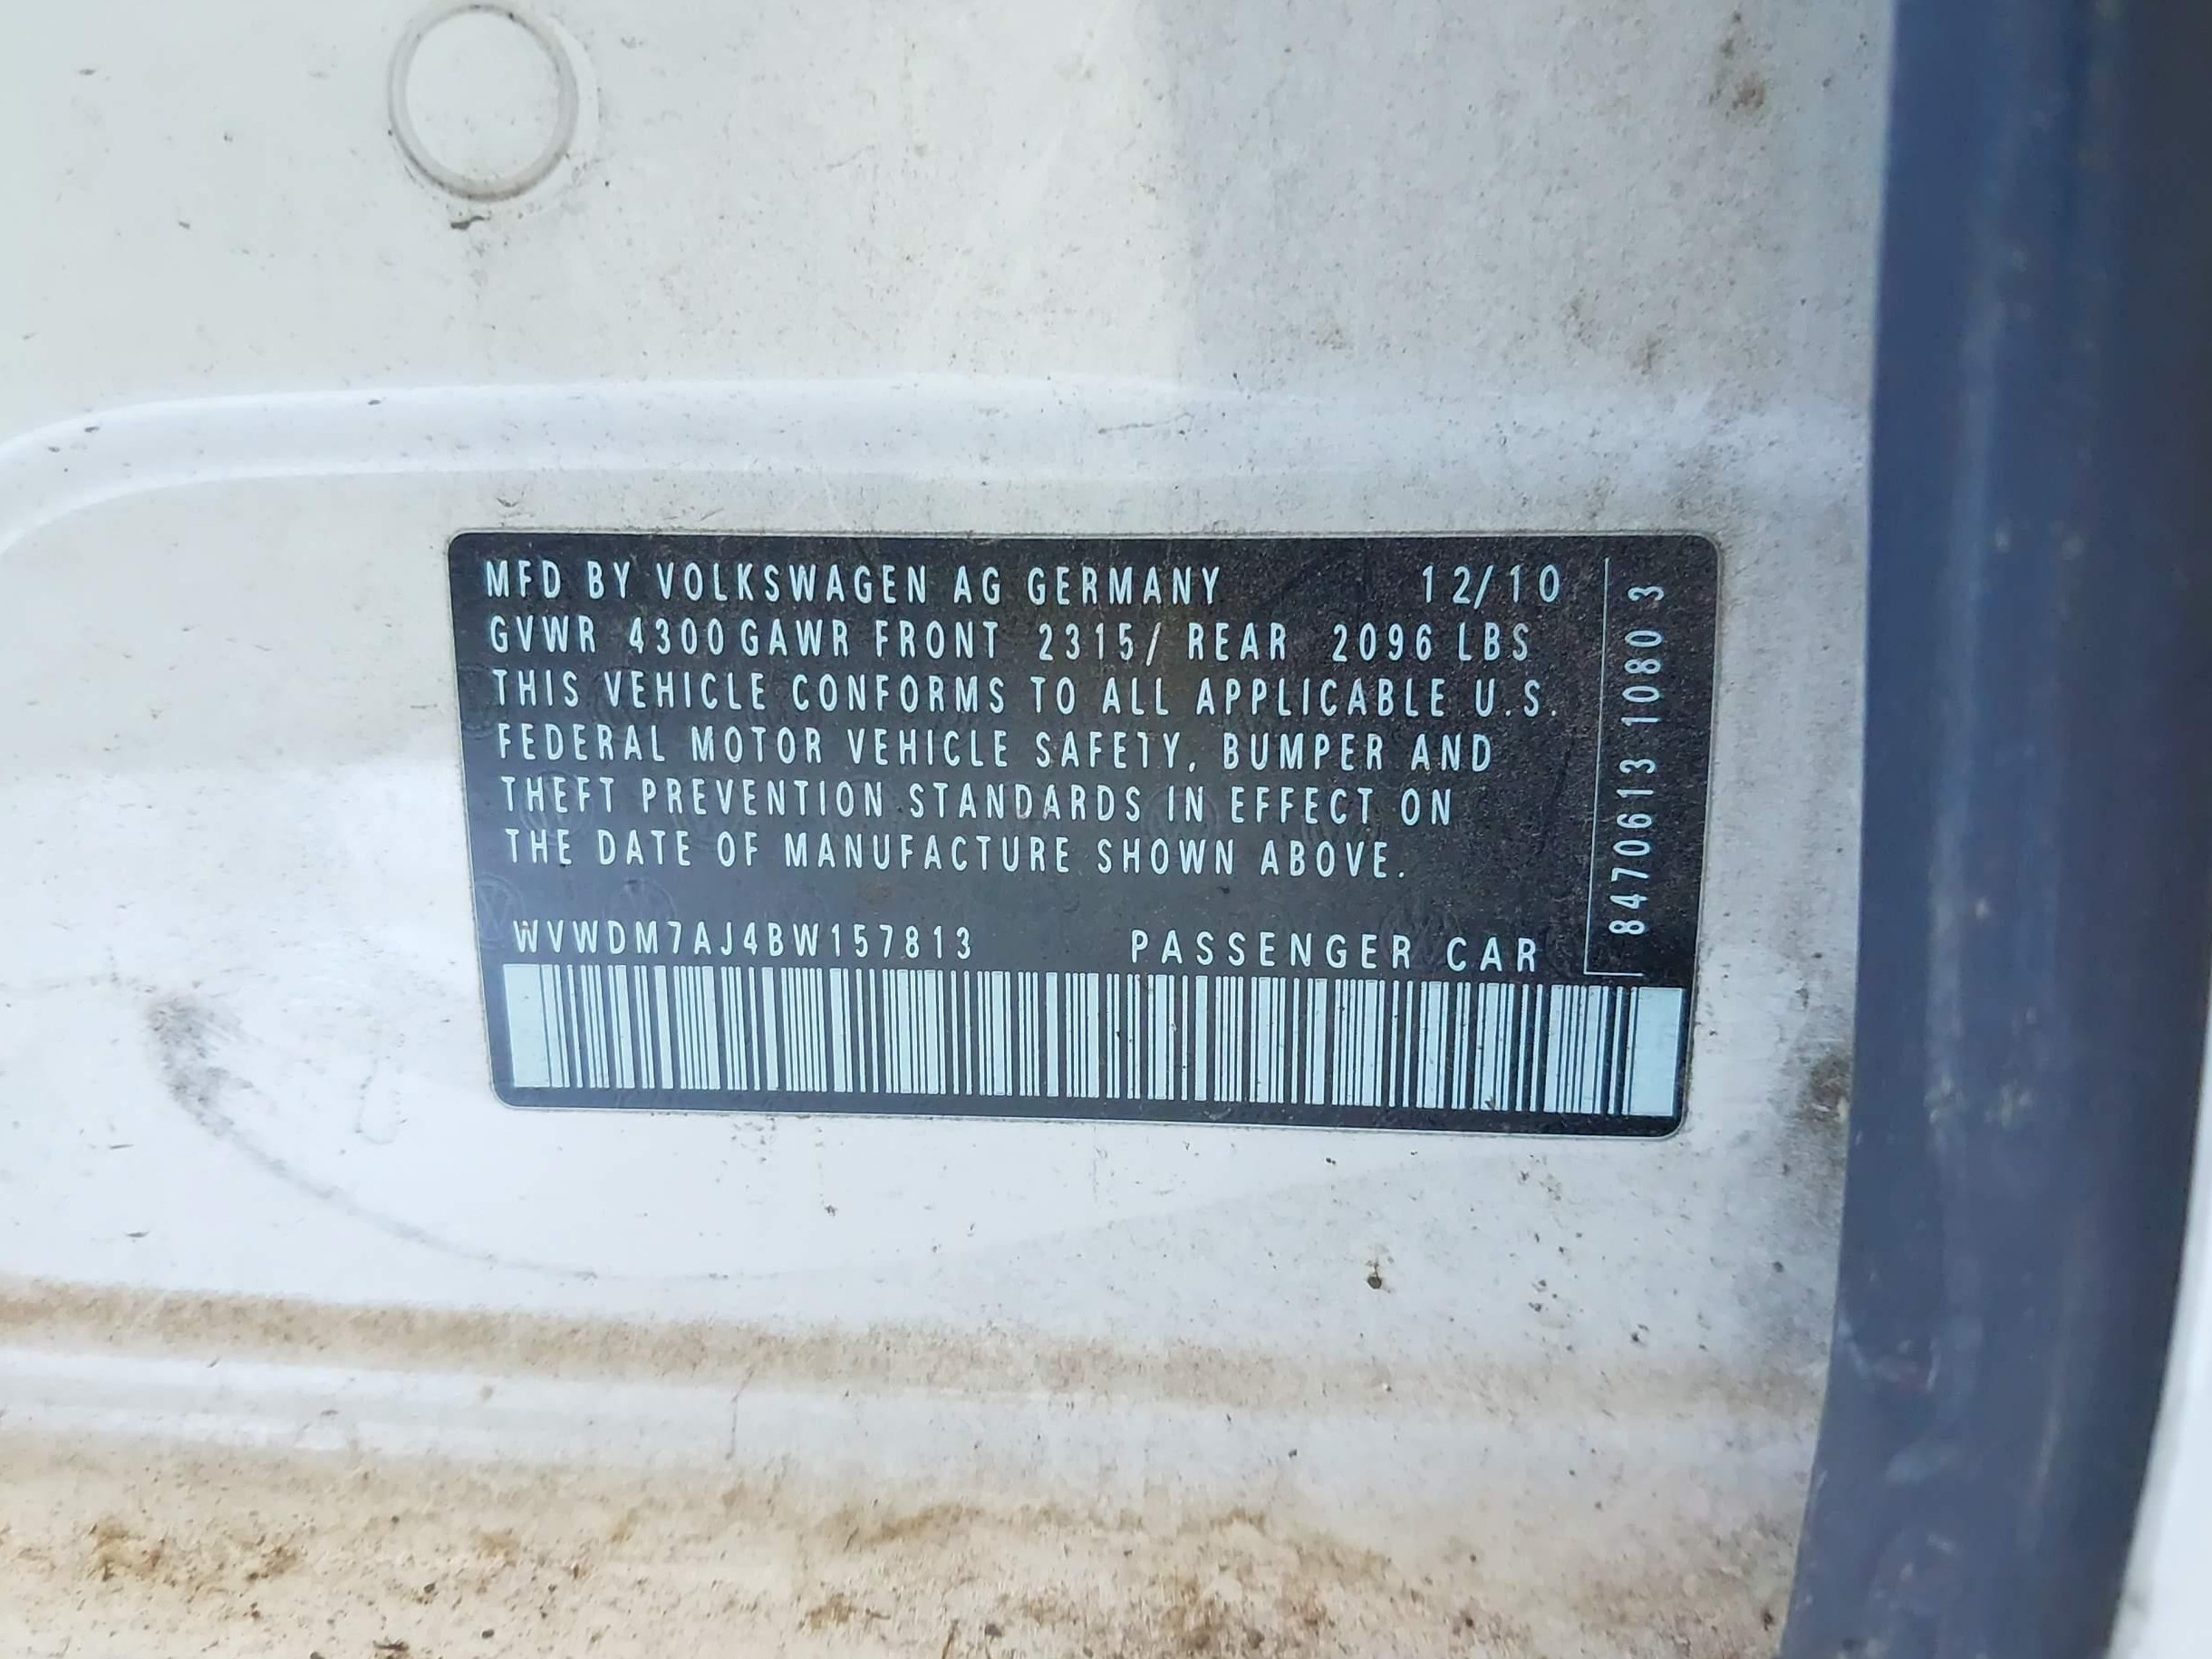 MFD BY VOLKSWAGEN AG GERMANY 12/10
GVWR 4300 GAWR FRONT 2315/ REAR 2096 LBS
THIS VEHICLE CONFORMS TO ALL APPLICABLE U.S.
FEDERAL MOTOR VEHICLE SAFETY, BUMPER AND
THEFT PREVENTION STANDARDS IN EFFECT ON
THE DATE OF MANUFACTURE SHOWN ABOVE.
WVWDM7AJ4BW157813 PASSENGER CAR
8470613 1080 3